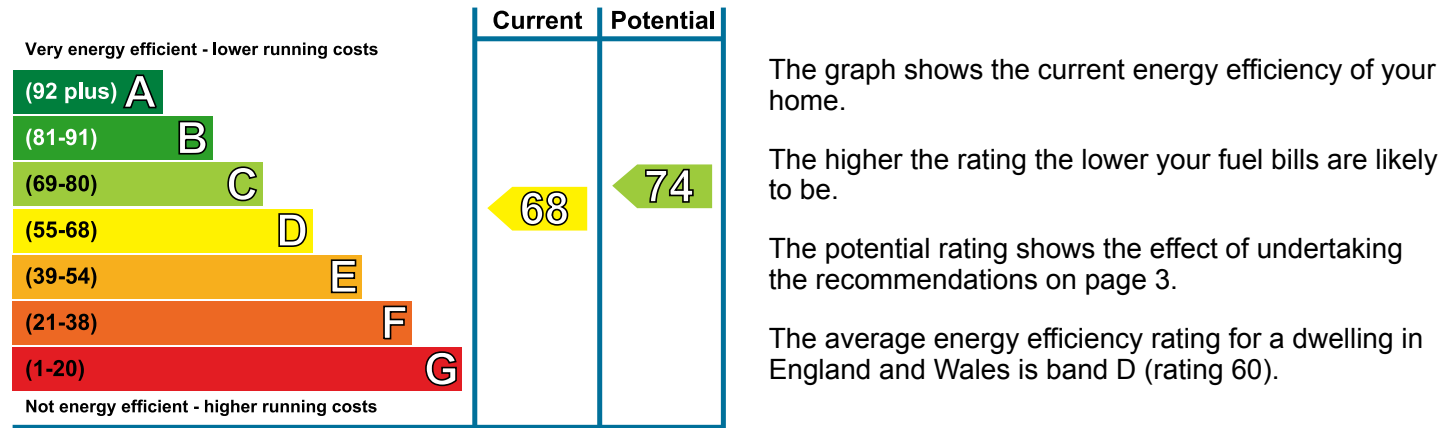 Current Potential
Very energy efficient - lower running costs
(92 plus) A
(81-91) B
(69-80) C
(55-68) D
(39-54) E
(21-38) F
(1-20) G
Not energy efficient - higher running costs
68
74
The graph shows the current energy efficiency of your
home.
The higher the rating the lower your fuel bills are likely
to be.
The potential rating shows the effect of undertaking
the recommendations on page 3.
The average energy efficiency rating for a dwelling in
England and Wales is band D (rating 60).